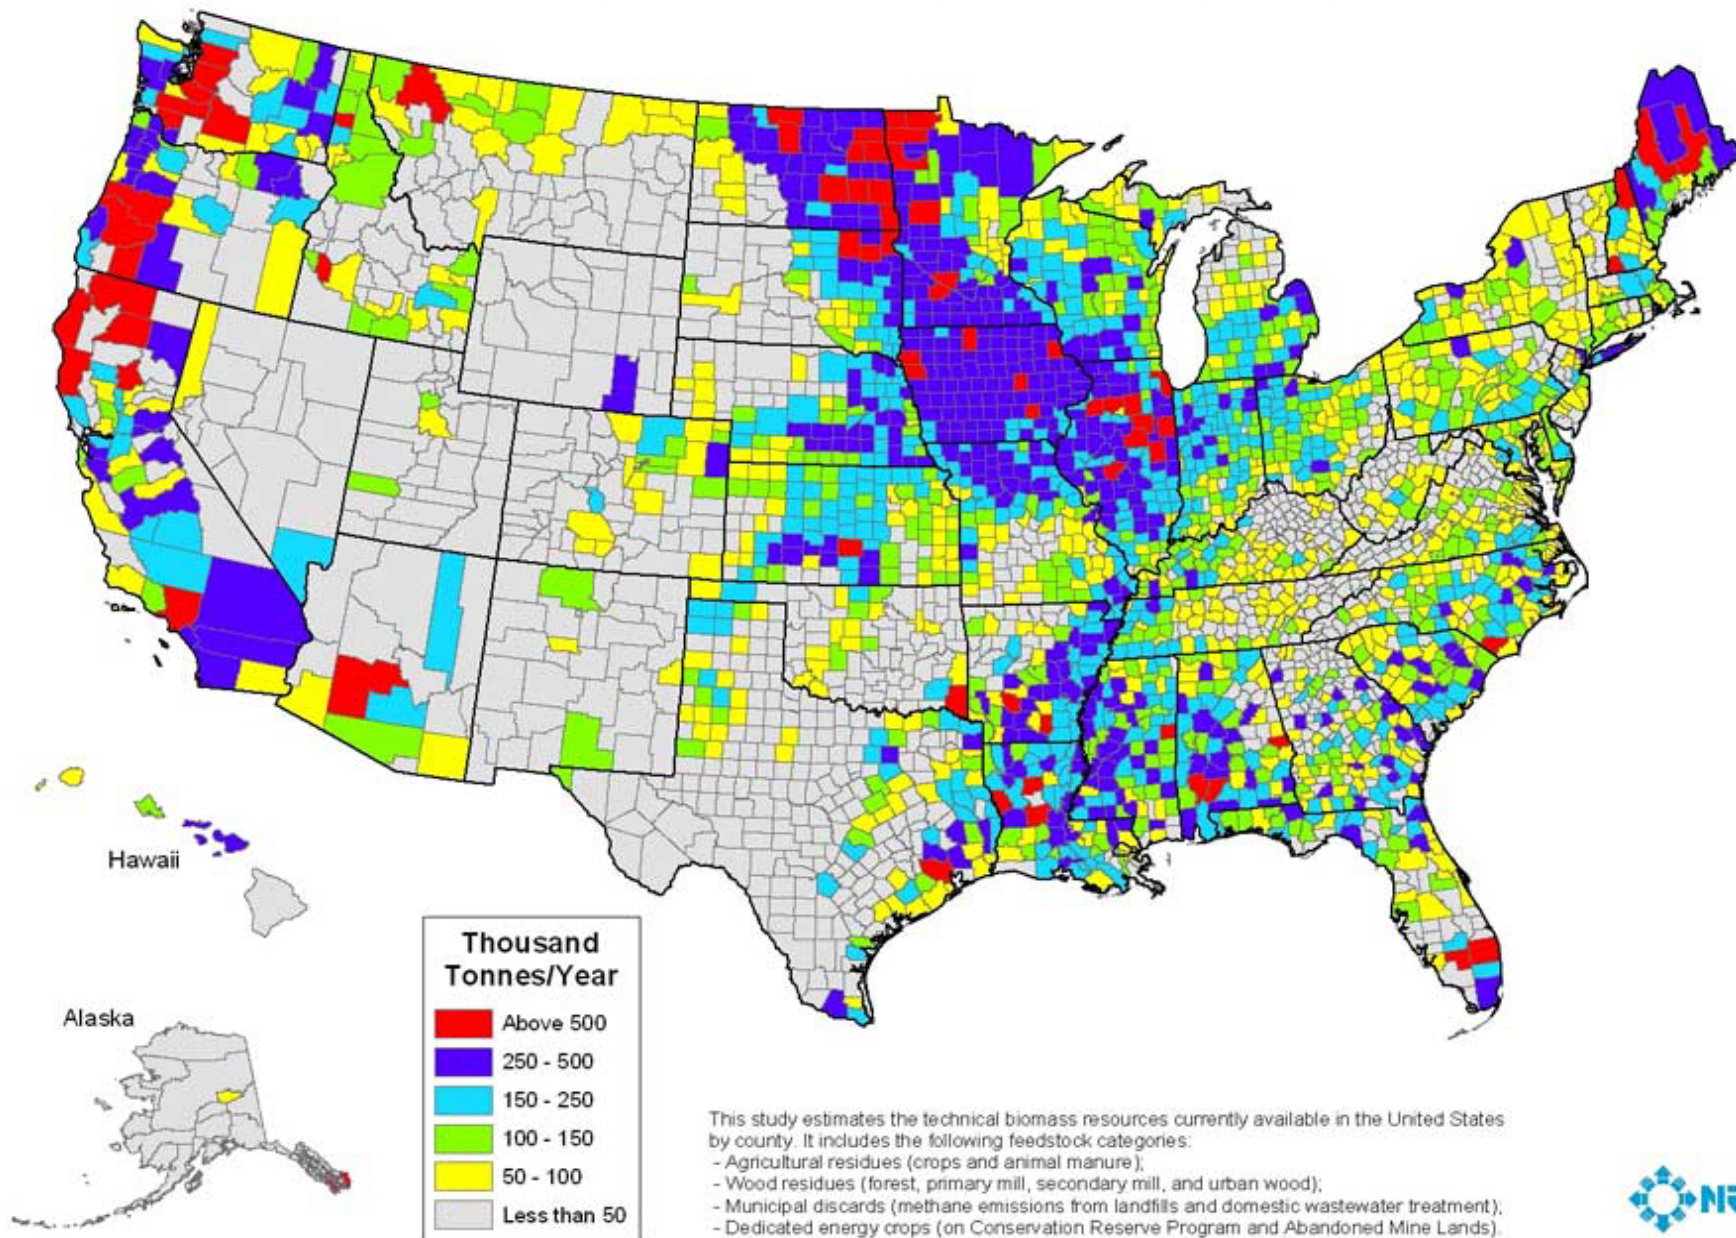 Hawaii
Alaska
Thousand
Tonnes/Year
Above 500
250 - 500
150 - 250
100 - 150
50 - 100
Less than 50
This study estimates the technical biomass resources currently available in the United States
by county. It includes the following feedstock categories:
- Agricultural residues (crops and animal manure);
- Wood residues (forest, primary mill, secondary mill, and urban wood);
- Municipal discards (methane emissions from landfills and domestic wastewater treatment);
- Dedicated energy crops (on Conservation Reserve Program and Abandoned Mine Lands).